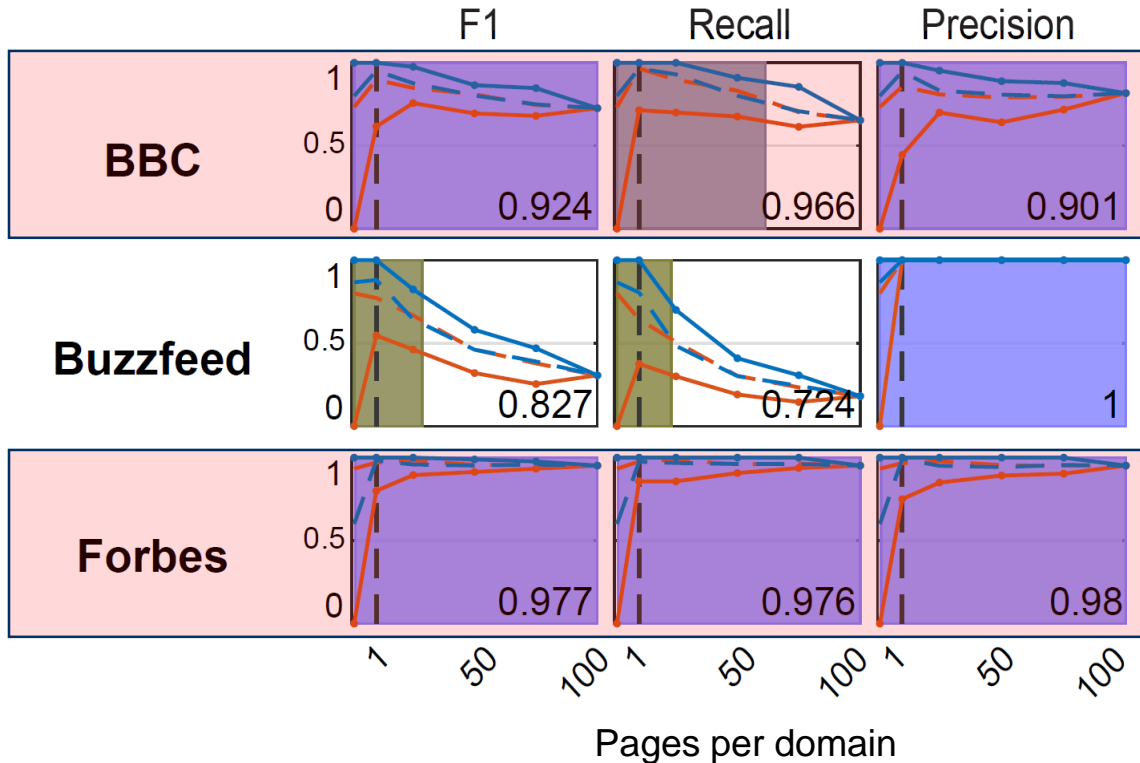 F1 Recall Precision
BBC 1 0.5 0 0.924 0.966 0.901
Buzzfeed 1 0.5 0 0.827 0.724 1
Forbes 1 0.5 0 0.977 0.976 0.98
1 50 100 1 50 100 1 50 100
Pages per domain